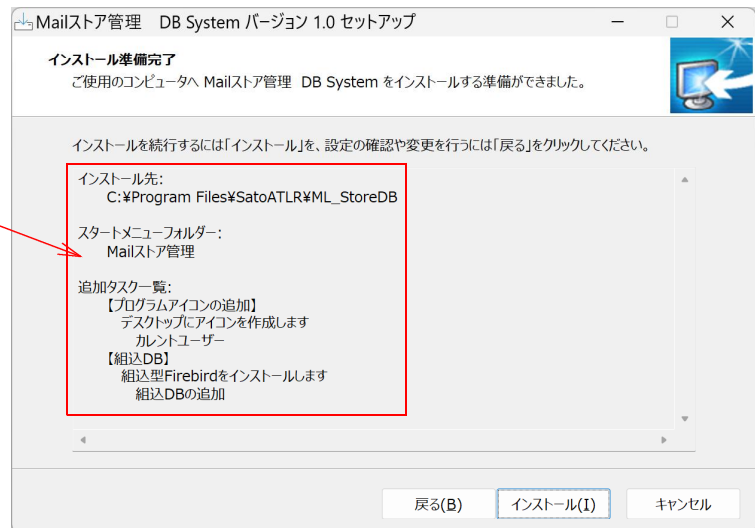 Mailストア管理　DB System バージョン 1.0 セットアップ
インストール準備完了
ご使用のコンピュータへ Mailストア管理  DB System をインストールする準備ができました。
インストールを続行するには「インストール」を、設定の確認や変更を行うには「戻る」をクリックしてください。
インストール先:
C:¥Program Files¥SatoATLR¥ML_StoreDB
スタートメニューフォルダー:
Mailストア管理
追加タスク一覧:
【プログラムアイコンの追加】
デスクトップにアイコンを作成します
カレントユーザー
【組込DB】
組込型Firebirdをインストールします
組込DBの追加
戻る(B)
インストール(I)
キャンセル